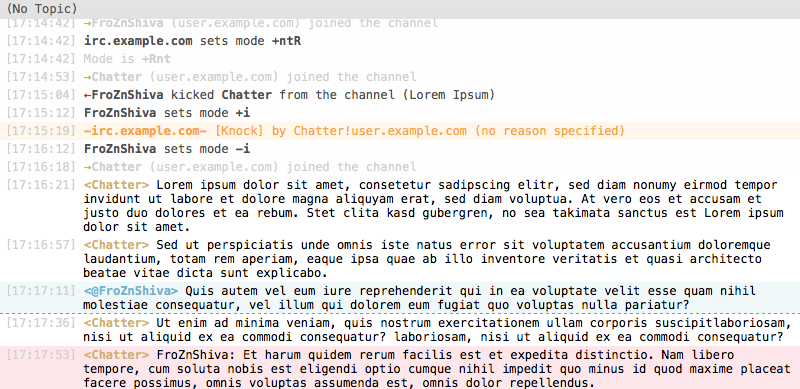 (No Topic)
[17:14:42] →FroZnShiva (user.example.com) joined the channel
[17:14:42] irc.example.com sets mode +ntR
[17:14:42] Mode is +Rnt
[17:14:53] →Chatter (user.example.com) joined the channel
[17:15:04] ←FroZnShiva kicked Chatter from the channel (Lorem Ipsum)
[17:15:12] FroZnShiva sets mode +i
[17:15:19] -irc.example.com- [Knock] by Chatter!user.example.com (no reason specified)
[17:16:12] FroZnShiva sets mode -i
[17:16:18] →Chatter (user.example.com) joined the channel
[17:16:21] <Chatter> Lorem ipsum dolor sit amet, consetetur sadipscing elitr, sed diam nonumy eirmod tempor
invidunt ut labore et dolore magna aliquyam erat, sed diam voluptua. At vero eos et accusam et
justo duo dolores et ea rebum. Stet clita kasd gubergren, no sea takimata sanctus est Lorem ipsum
dolor sit amet.
[17:16:57] <Chatter> Sed ut perspiciatis unde omnis iste natus error sit voluptatem accusantium doloremque
laudantium, totam rem aperiam, eaque ipsa quae ab illo inventore veritatis et quasi architecto
beatae vitae dicta sunt explicabo.
[17:17:11] <@FroZnShiva> Quis autem vel eum iure reprehenderit qui in ea voluptate velit esse quam nihil
molestiae consequatur, vel illum qui dolorem eum fugiat quo voluptas nulla pariatur?
[17:17:36] <Chatter> Ut enim ad minima veniam, quis nostrum exercitationem ullam corporis suscipitlaboriosam,
nisi ut aliquid ex ea commodi consequatur? laboriosam, nisi ut aliquid ex ea commodi consequatur?
[17:17:53] <Chatter> FroZnShiva: Et harum quidem rerum facilis est et expedita distinctio. Nam libero
tempore, cum soluta nobis est eligendi optio cumque nihil impedit quo minus id quod maxime placeat
facere possimus, omnis voluptas assumenda est, omnis dolor repellendus.